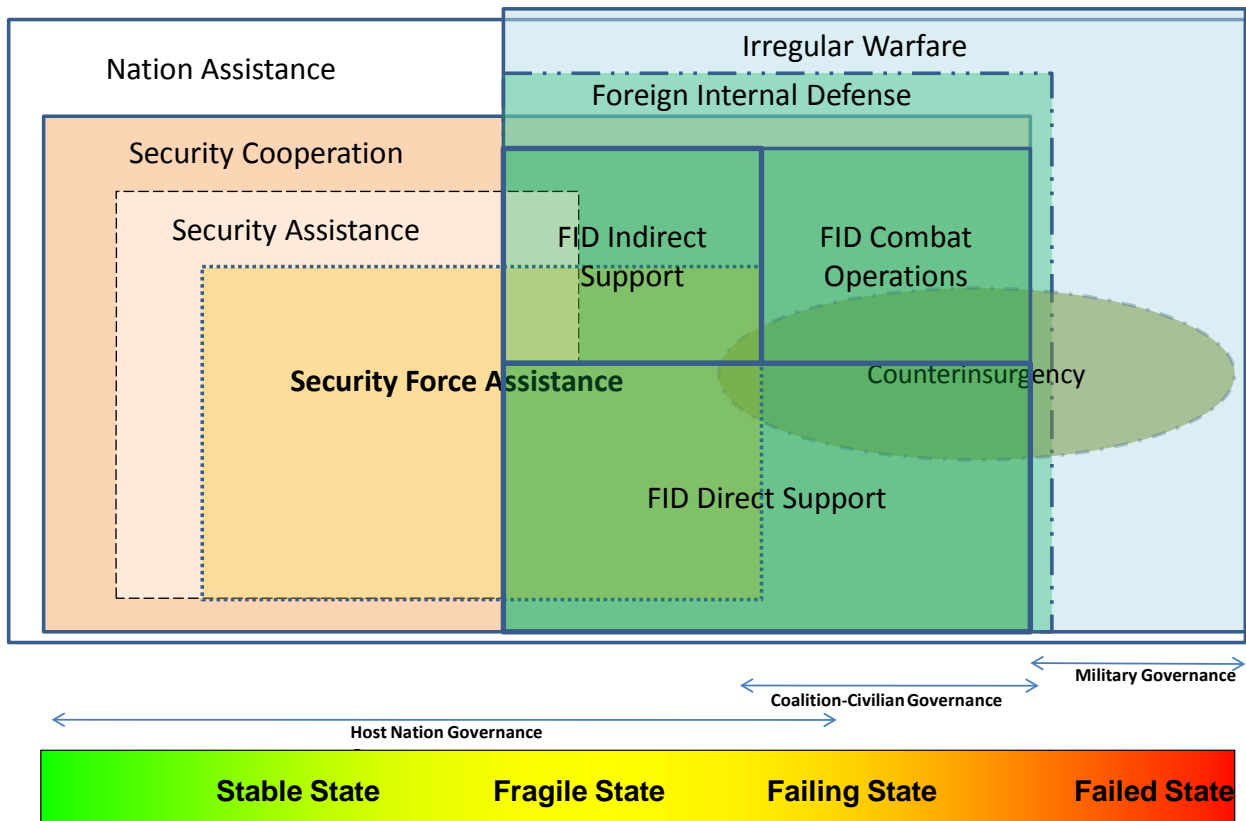 Irregular Warfare
Nation Assistance
Foreign Internal Defense
Security Cooperation
Security Assistance
FID Indirect
Support
FID Combat
Operations
Security Force Assistance
Counterinsurgency
FID Direct Support
Military Governance
Coalition-Civilian Governance
Host Nation Governance
Stable State
Fragile State
Failing State
Failed State